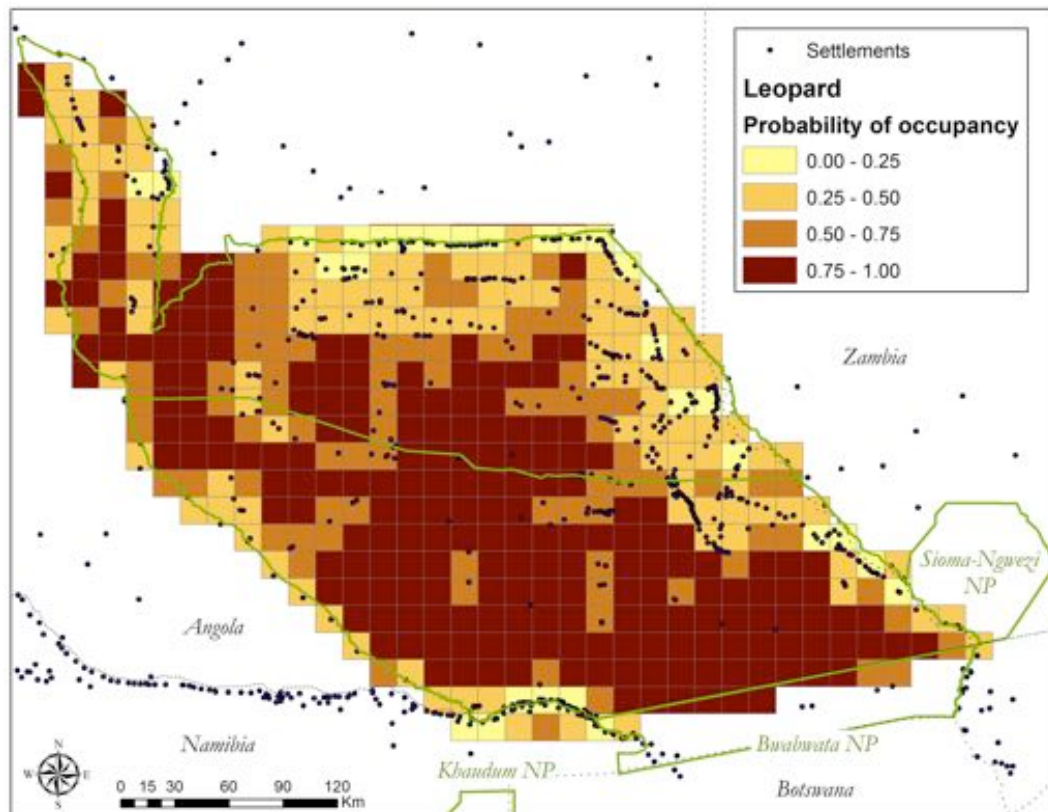 Settlements
Leopard
Probability of occupancy
0.00 - 0.25
0.25 - 0.50
0.50 - 0.75
0.75 - 1.00
Zambia
Sioma-Ngwezi
NP
Angola
Namibia
Bwabwata NP
Khaudum NP
Botswana
N
W E
S
0 15 30 60 90 120
Km